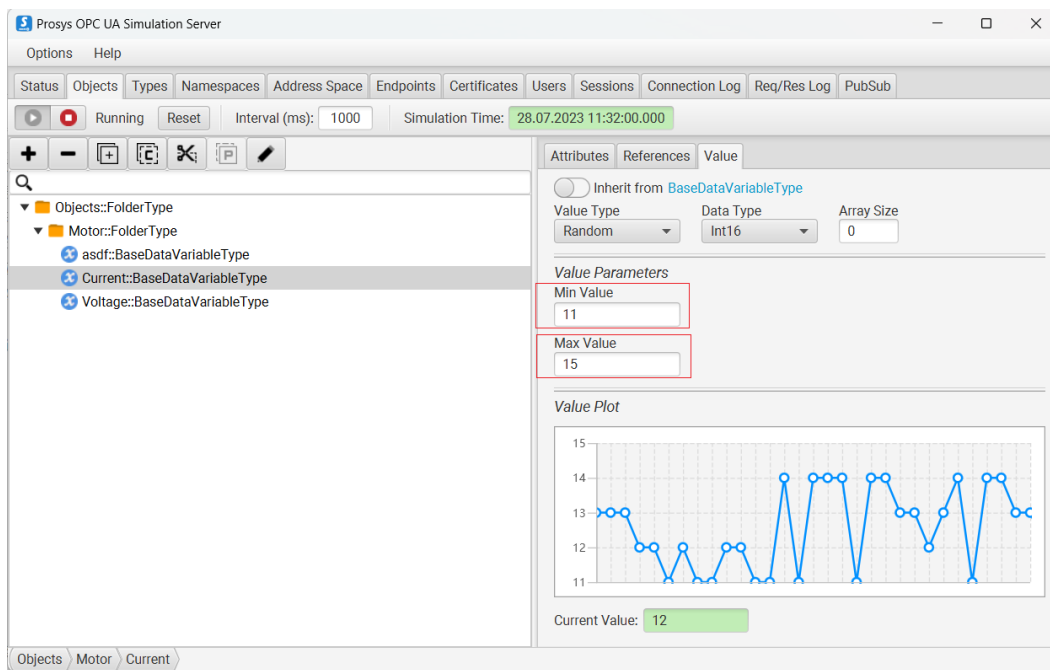 Prosys OPC UA Simulation Server
Options Help
Status Objects Types Namespaces Address Space Endpoints Certificates Users Sessions Connection Log Req/Res Log PubSub
Running Reset Interval (ms): 1000 Simulation Time: 28.07.2023 11:32:00.000
Objects::FolderType
Motor::FolderType
asdf::BaseDataVariableType
Current::BaseDataVariableType
Voltage::BaseDataVariableType
Attributes References Value
Inherit from BaseDataVariableType
Value Type Data Type Array Size
Random Int16 0
Value Parameters
Min Value
11
Max Value
15
Value Plot
15
14
13
12
11
Current Value: 12
Objects Motor Current